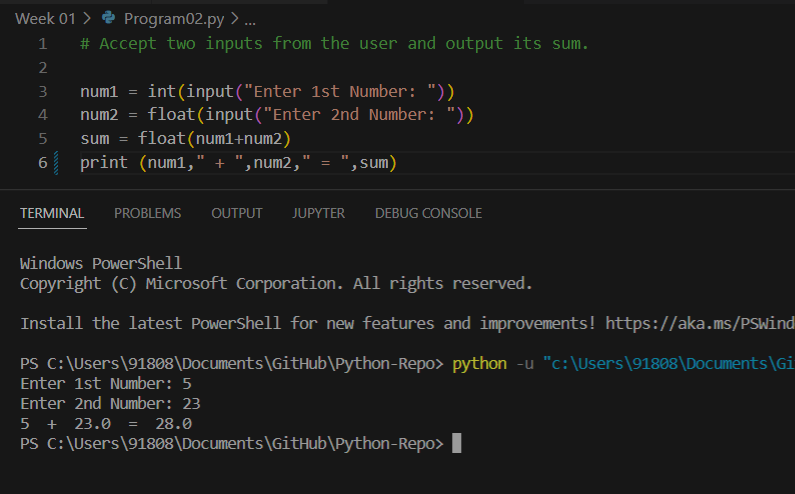 Week 01 > Program02.py > ...
1 # Accept two inputs from the user and output its sum.
2
3 num1 = int(input("Enter 1st Number: "))
4 num2 = float(input("Enter 2nd Number: "))
5 sum = float(num1+num2)
6 print (num1," + ",num2," = ",sum)
TERMINAL PROBLEMS OUTPUT JUPYTER DEBUG CONSOLE
Windows PowerShell
Copyright (C) Microsoft Corporation. All rights reserved.
Install the latest PowerShell for new features and improvements! https://aka.ms/PSWind
PS C:\Users\91808\Documents\GitHub\Python-Repo> python -u "c:\Users\91808\Documents\Gi
Enter 1st Number: 5
Enter 2nd Number: 23
5  +  23.0  =  28.0
PS C:\Users\91808\Documents\GitHub\Python-Repo>